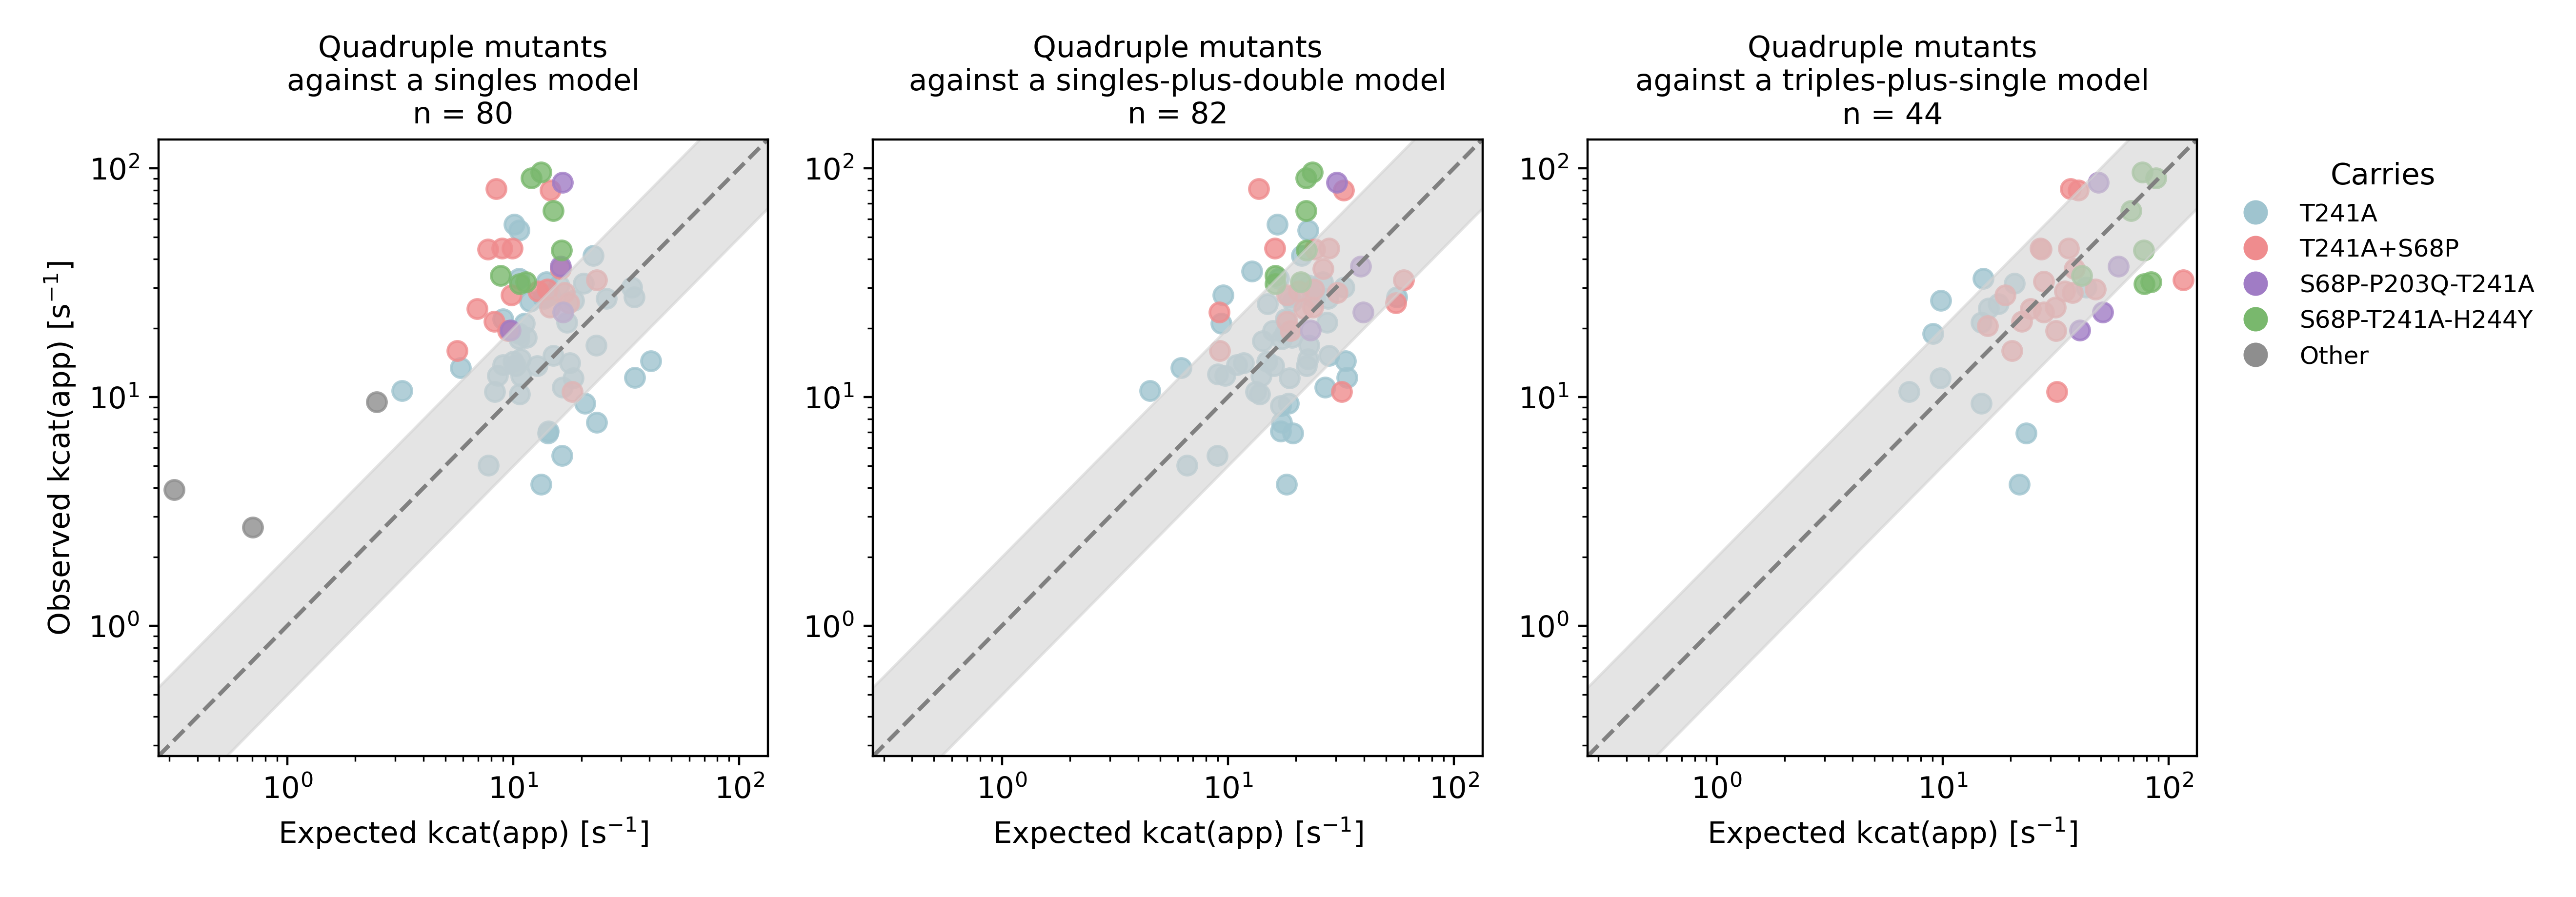 Quadruple mutants
against a singles model
n = 80
Quadruple mutants
against a singles-plus-double model
n = 82
Quadruple mutants
against a triples-plus-single model
n = 44
Observed kcat(app) [s⁻¹]
10²
10¹
10⁰
10⁰
10¹
10²
Expected kcat(app) [s⁻¹]
10²
10¹
10⁰
10⁰
10¹
10²
Expected kcat(app) [s⁻¹]
10²
10¹
10⁰
10⁰
10¹
10²
Expected kcat(app) [s⁻¹]
Carries
T241A
T241A+S68P
S68P-P203Q-T241A
S68P-T241A-H244Y
Other